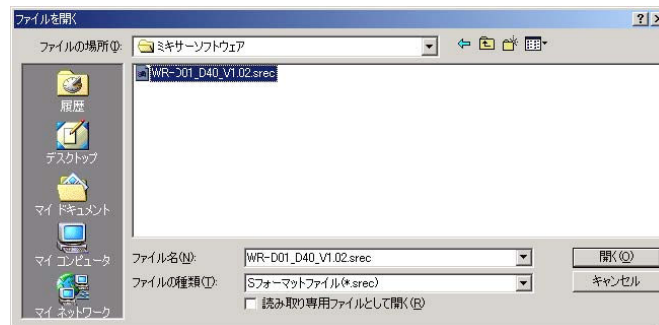 ファイルを開く
ファイルの場所(I):
ミキサーソフトウェア
WR-D01_D40_V1.02.srec
履歴
デスクトップ
マイ ドキュメント
マイ コンピュータ
マイ ネットワーク
ファイル名(N):
WR-D01_D40_V1.02.srec
開く(O)
ファイルの種類(T):
Sフォーマットファイル(*.srec)
キャンセル
読み取り専用ファイルとして開く(R)